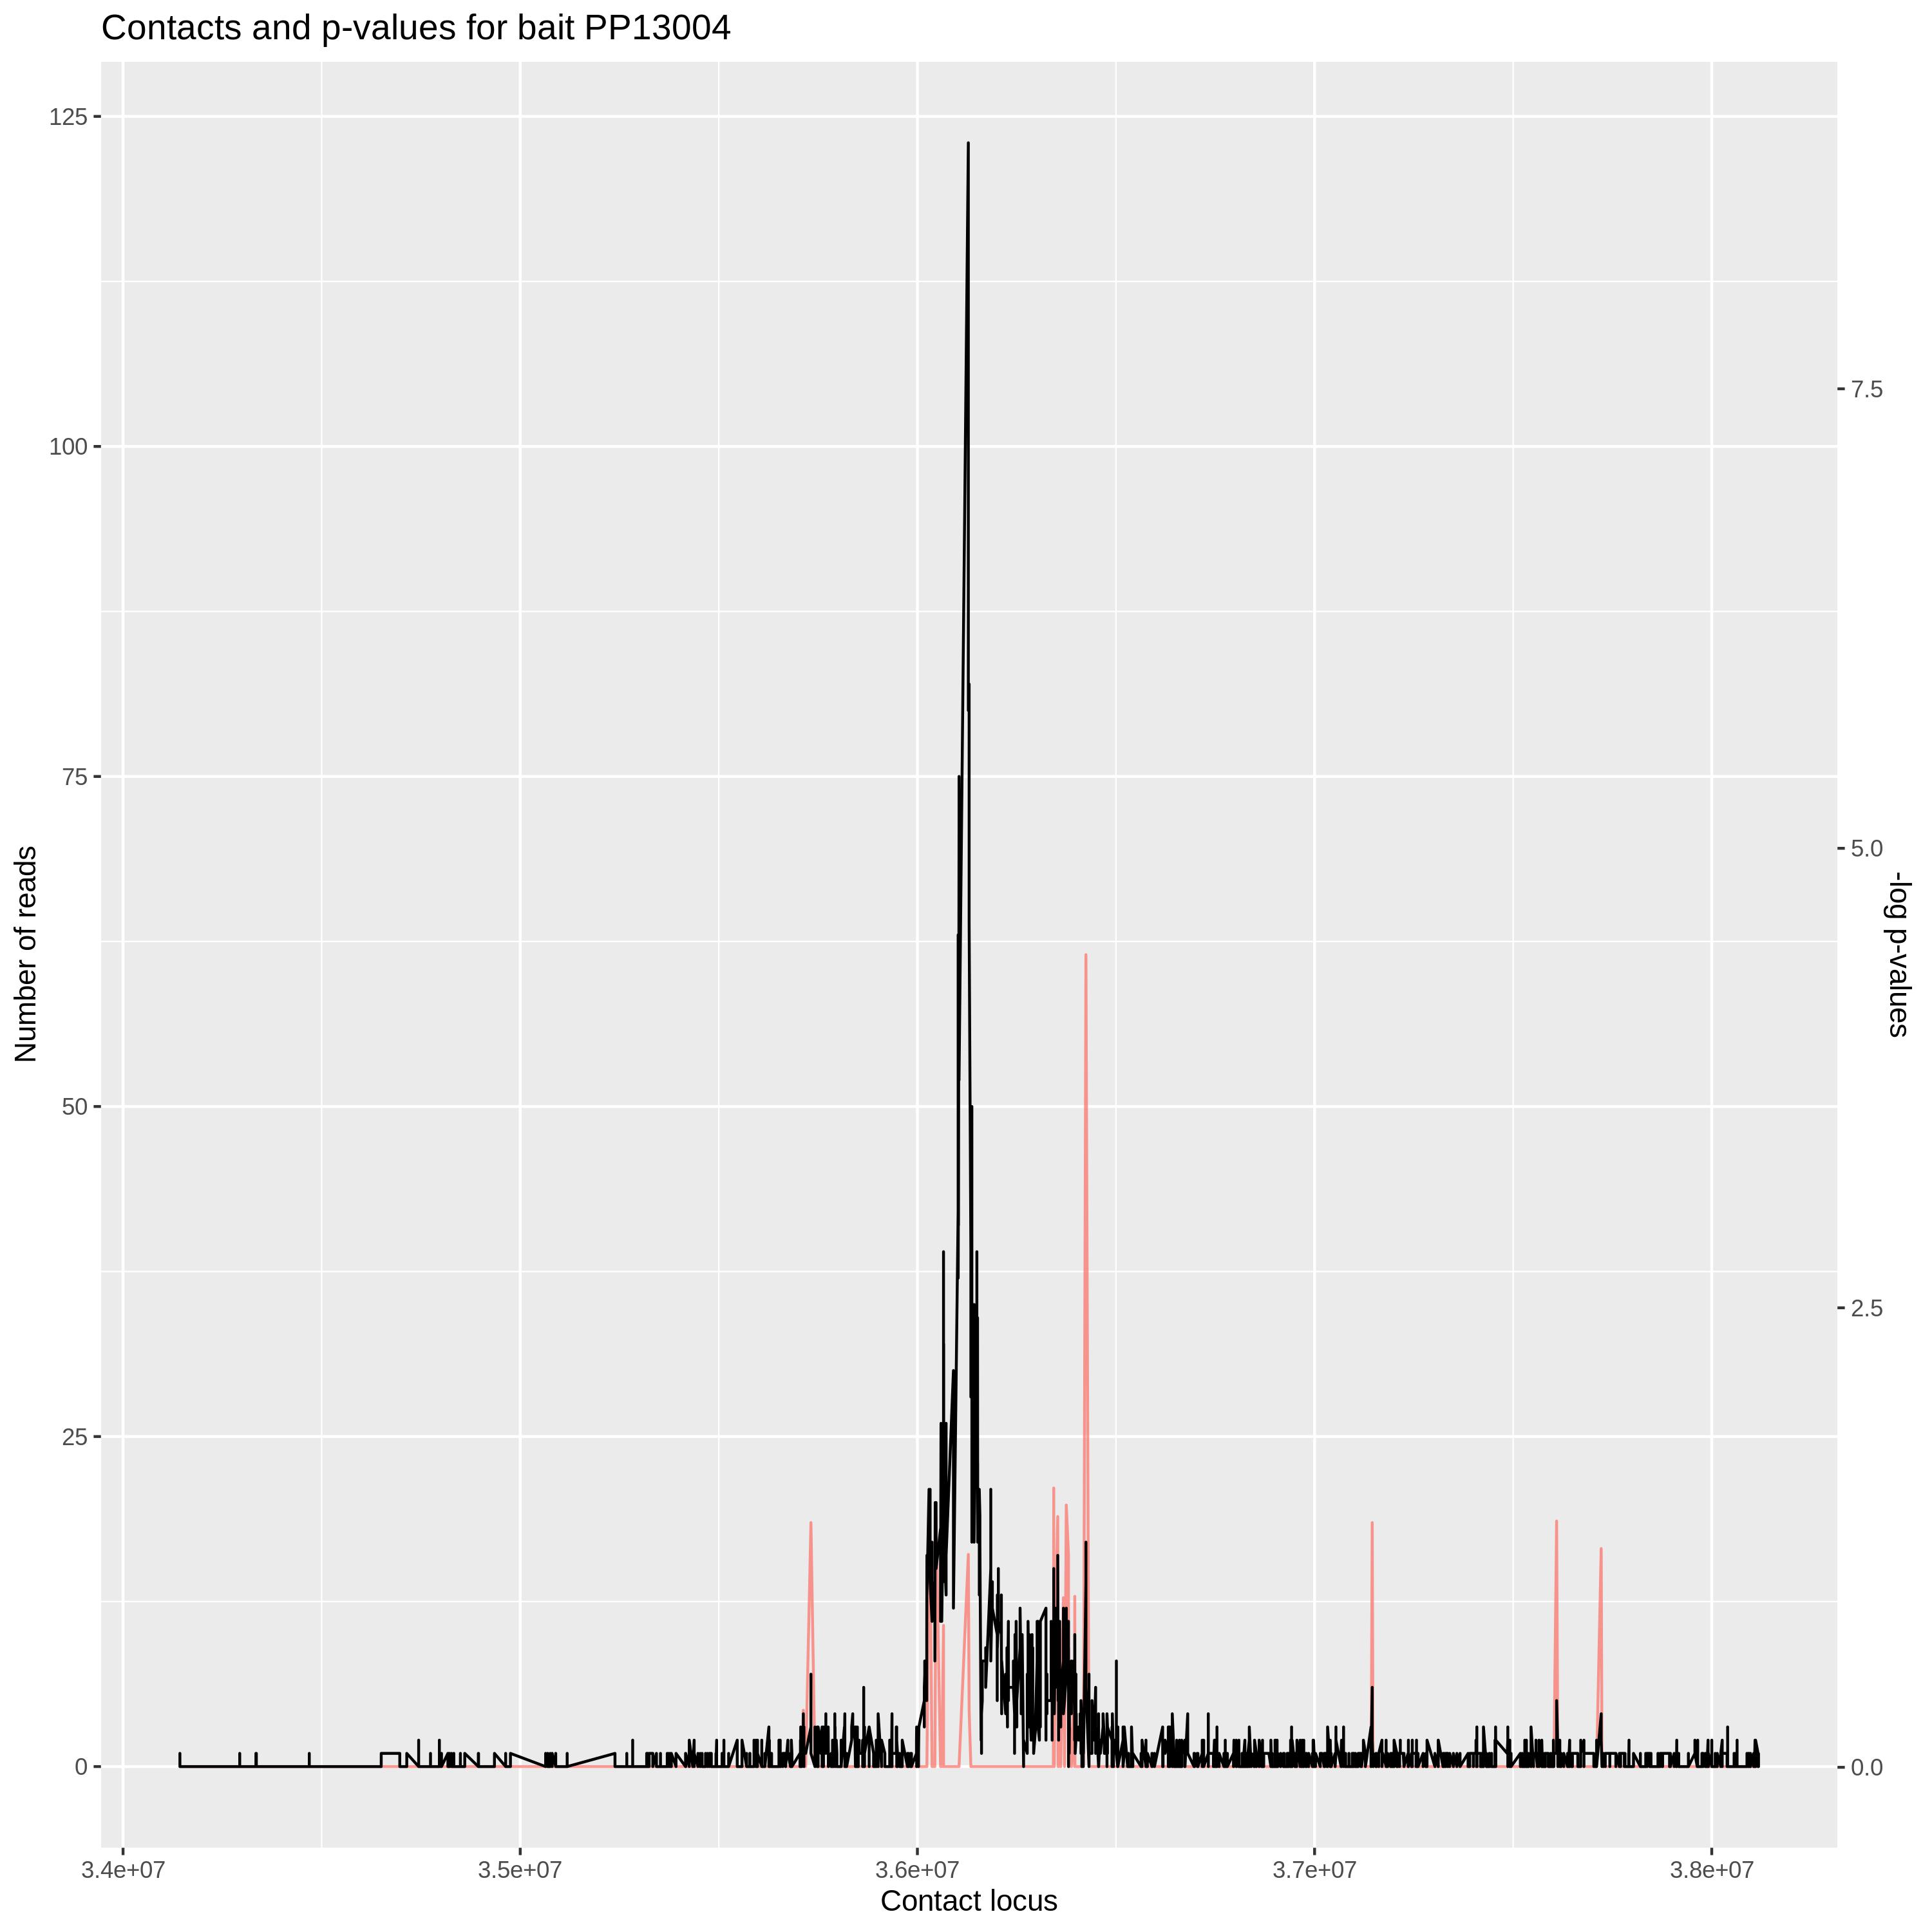 Contacts and p-values for bait PP13004
125
100
75
50
25
0
Number of reads
7.5
5.0
2.5
0.0
-log p-values
3.4e+07
3.5e+07
3.6e+07
3.7e+07
3.8e+07
Contact locus